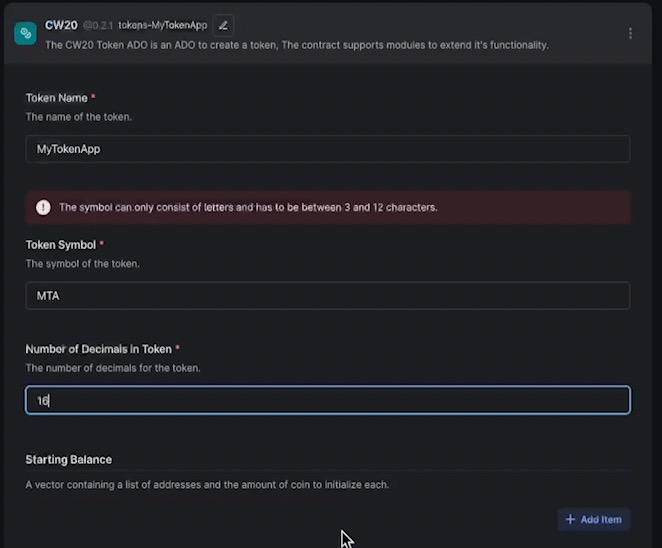 CW20 @0.2.1 tokens-MyTokenApp
The CW20 Token ADO is an ADO to create a token, The contract supports modules to extend it's functionality.
Token Name *
The name of the token.
MyTokenApp
The symbol can only consist of letters and has to be between 3 and 12 characters.
Token Symbol *
The symbol of the token.
MTA
Number of Decimals in Token *
The number of decimals for the token.
16
Starting Balance
A vector containing a list of addresses and the amount of coin to initialize each.
+ Add Item